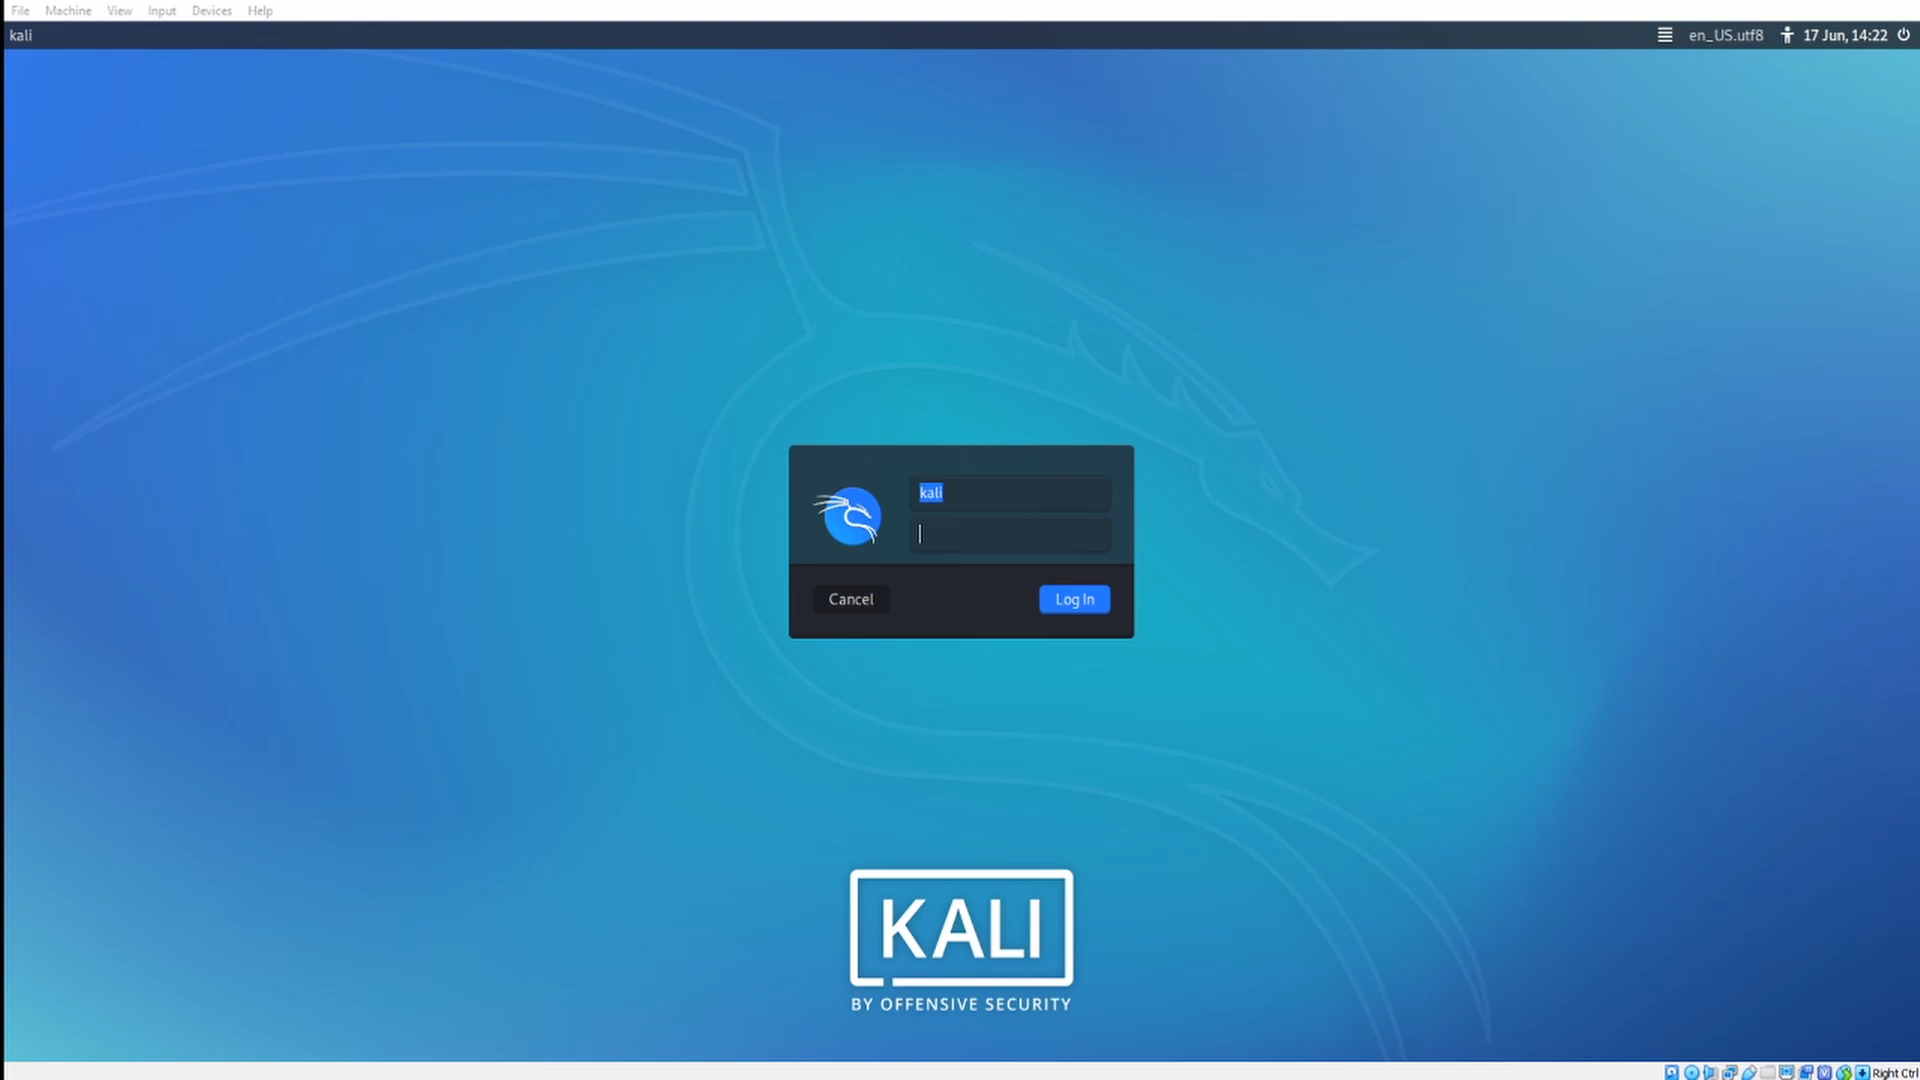 File Machine View Input Devices Help
kali en_US.utf8 17 Jun, 14:22
kali
Cancel Log In
KALI
BY OFFENSIVE SECURITY
Right Ctrl